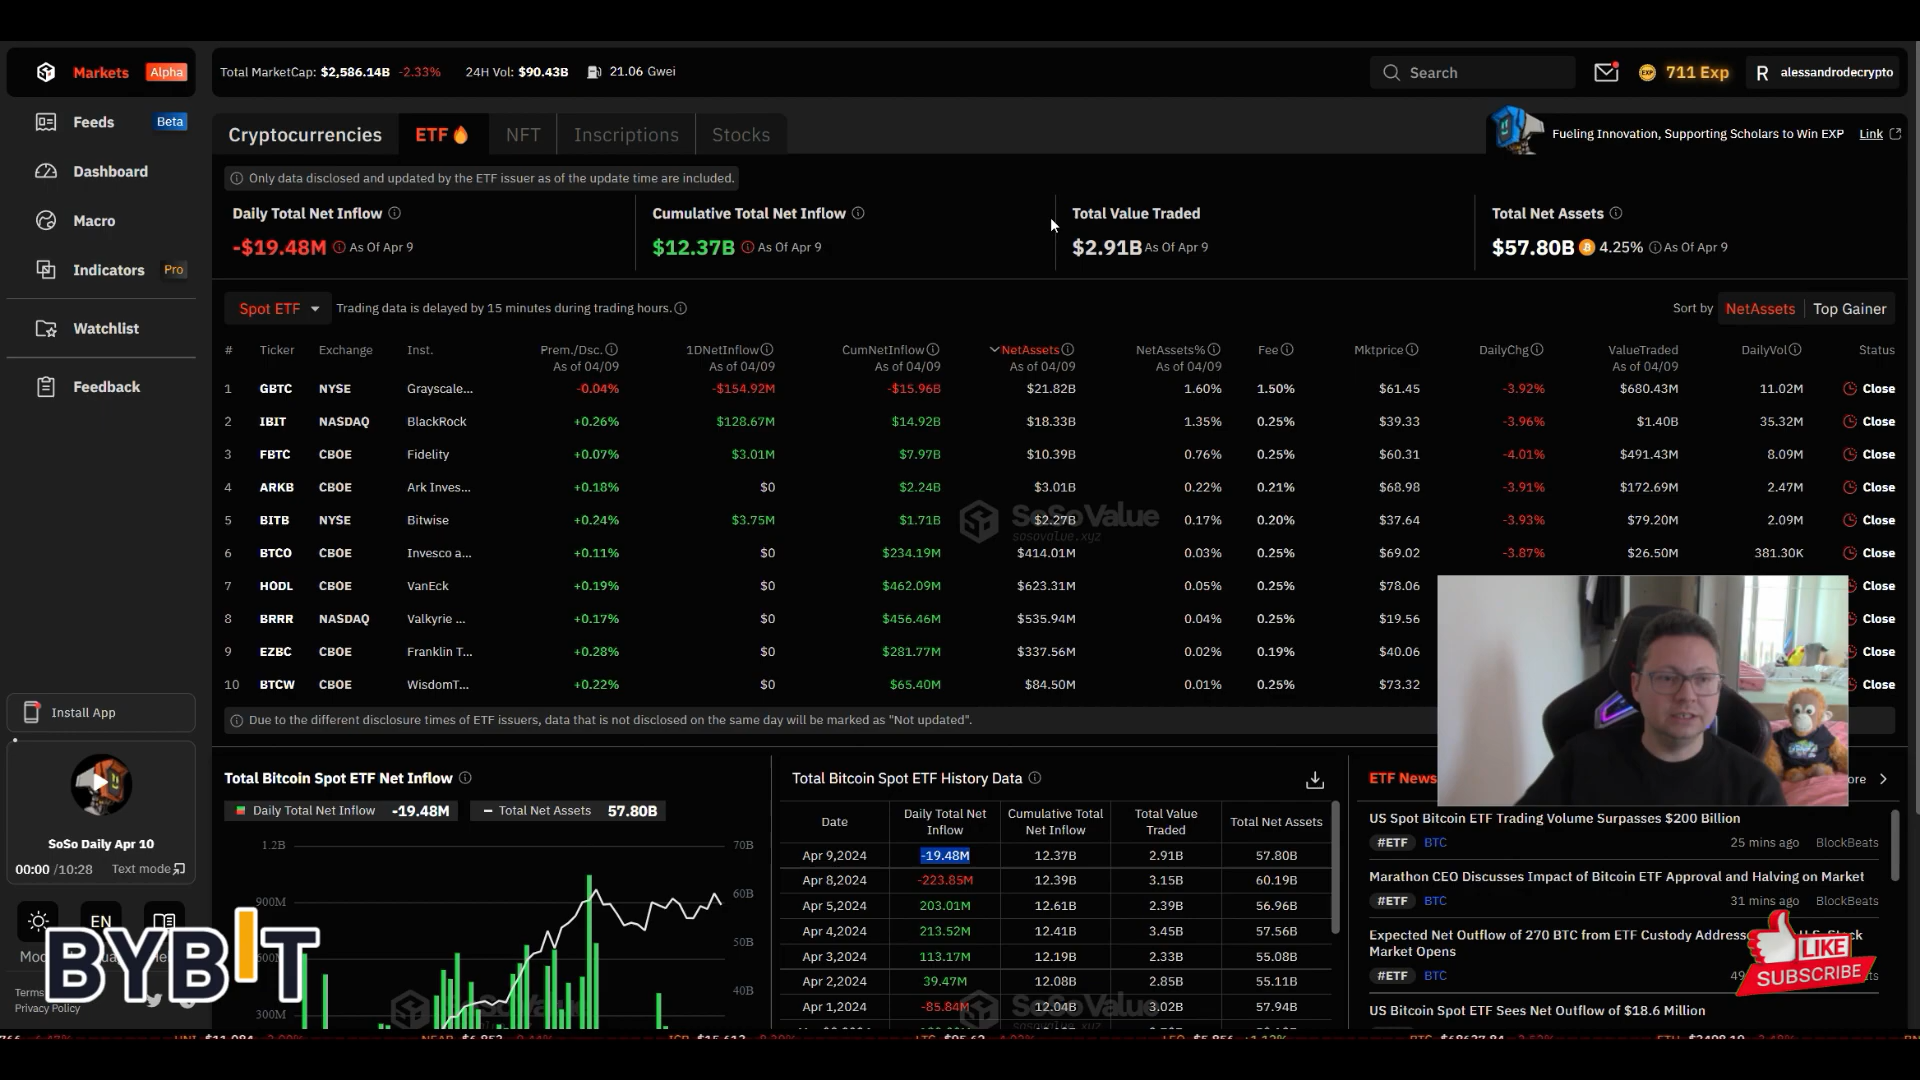 Markets Alpha
Total MarketCap: $2,586.14B -2.33% 24H Vol: $90.43B 21.06 Gwei
Search
EXP 711 Exp
R alessandrodecrypto
Feeds Beta
Dashboard
Macro
Indicators Pro
Watchlist
Feedback
Cryptocurrencies ETF NFT Inscriptions Stocks
Fueling Innovation, Supporting Scholars to Win EXP Link
Only data disclosed and updated by the ETF issuer as of the update time are included.
Daily Total Net Inflow Cumulative Total Net Inflow Total Value Traded Total Net Assets
-$19.48M As Of Apr 9 $12.37B As Of Apr 9 $2.91B As Of Apr 9 $57.80B 4.25% As Of Apr 9
Spot ETF Trading data is delayed by 15 minutes during trading hours. Sort by NetAssets Top Gainer
# Ticker Exchange Inst. Prem./Dsc. 1DNetInflow CumNetInflow NetAssets NetAssets% Fee Mktprice DailyChg ValueTraded DailyVol Status
As of 04/09 As of 04/09 As of 04/09 As of 04/09 As of 04/09 As of 04/09
1 GBTC NYSE Grayscale... -0.04% -$154.92M -$15.96B $21.82B 1.60% 1.50% $61.45 -3.92% $680.43M 11.02M Close
2 IBIT NASDAQ BlackRock +0.26% $128.67M $14.92B $18.33B 1.35% 0.25% $39.33 -3.96% $1.40B 35.32M Close
3 FBTC CBOE Fidelity +0.07% $3.01M $7.97B $10.39B 0.76% 0.25% $60.31 -4.01% $491.43M 8.09M Close
4 ARKB CBOE Ark Inves... +0.18% $0 $2.24B $3.01B 0.22% 0.21% $68.98 -3.91% $172.69M 2.47M Close
5 BITB NYSE Bitwise +0.24% $3.75M $1.71B $2.27B 0.17% 0.20% $37.64 -3.93% $79.20M 2.09M Close
SoSoValue
sosovalue.xyz
6 BTCO CBOE Invesco a... +0.11% $0 $234.19M $414.01M 0.03% 0.25% $69.02 -3.87% $26.50M 381.30K Close
7 HODL CBOE VanEck +0.19% $0 $462.09M $623.31M 0.05% 0.25% $78.06 Close
8 BRRR NASDAQ Valkyrie ... +0.17% $0 $456.46M $535.94M 0.04% 0.25% $19.56 Close
9 EZBC CBOE Franklin T... +0.28% $0 $281.77M $337.56M 0.02% 0.19% $40.06 Close
10 BTCW CBOE WisdomT... +0.22% $0 $65.40M $84.50M 0.01% 0.25% $73.32 Close
Due to the different disclosure times of ETF issuers, data that is not disclosed on the same day will be marked as "Not updated".
Install App
SoSo Daily Apr 10
00:00 /10:28 Text mode
EN
BYBIT
Terms
Privacy Policy
Total Bitcoin Spot ETF Net Inflow
Daily Total Net Inflow -19.48M Total Net Assets 57.80B
1.2B
900M
600M
300M
70B
60B
50B
40B
SoSoValue
Total Bitcoin Spot ETF History Data
Date Daily Total Net Inflow Cumulative Total Net Inflow Total Value Traded Total Net Assets
Apr 9,2024 -19.48M 12.37B 2.91B 57.80B
Apr 8,2024 -223.85M 12.39B 3.15B 60.19B
Apr 5,2024 203.01M 12.61B 2.39B 56.96B
Apr 4,2024 213.52M 12.41B 3.45B 57.56B
Apr 3,2024 113.17M 12.19B 2.33B 55.08B
Apr 2,2024 39.47M 12.08B 2.85B 55.11B
Apr 1,2024 -85.84M 12.04B 3.02B 57.94B
SoSoValue
ETF News
US Spot Bitcoin ETF Trading Volume Surpasses $200 Billion
#ETF BTC 25 mins ago BlockBeats
Marathon CEO Discusses Impact of Bitcoin ETF Approval and Halving on Market
#ETF BTC 31 mins ago BlockBeats
Expected Net Outflow of 270 BTC from ETF Custody
Market Opens
#ETF BTC
LIKE
SUBSCRIBE
US Bitcoin Spot ETF Sees Net Outflow of $18.6 Million